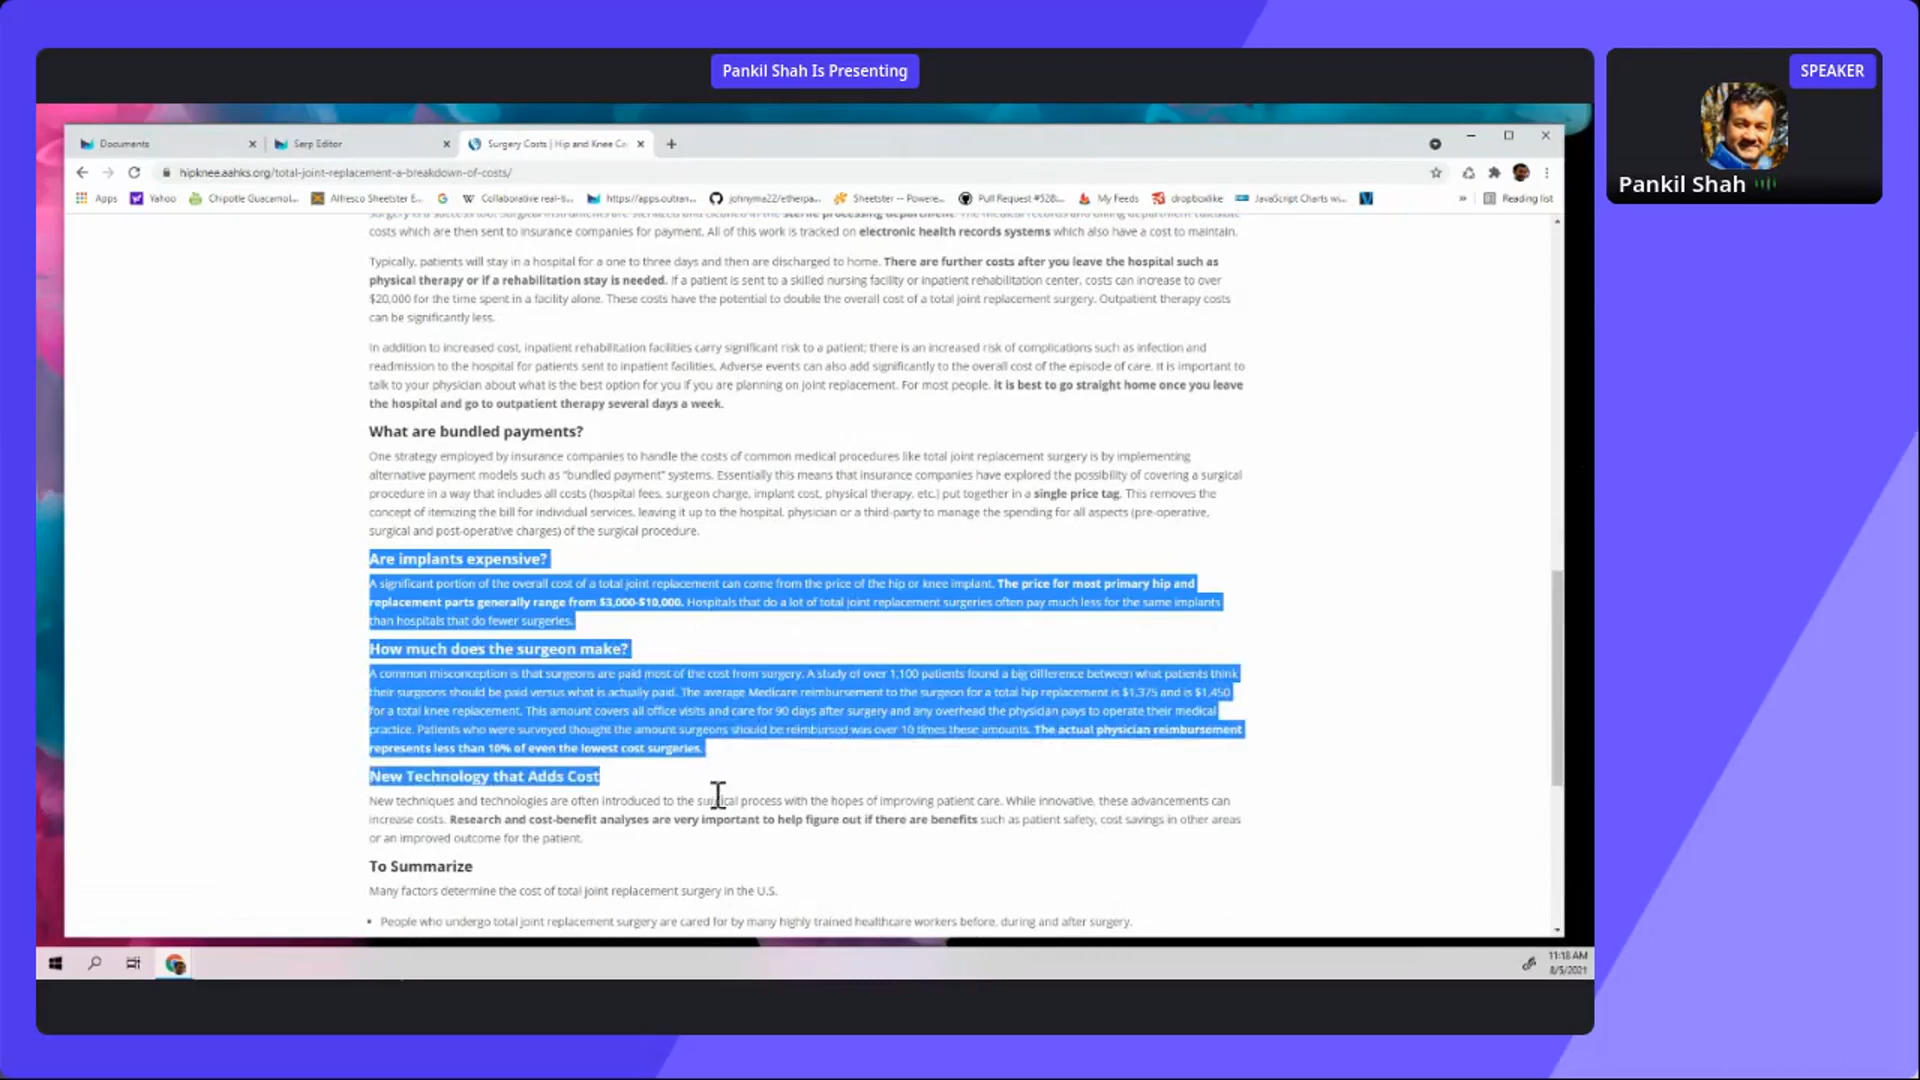 Pankil Shah Is Presenting
SPEAKER
Pankil Shah
Documents
Serp Editor
Surgery Costs | Hip and Knee Ca
hipknee.aahks.org/total-joint-replacement-a-breakdown-of-costs/
Apps Yahoo Chipotle Guacamol... Alfresco Sheetster E... Collaborative real-ti... https://apps.outran... johnyma22/etherpa... Sheetster -- Powere... Pull Request #528:... My Feeds dropboxlike JavaScript Charts wi... » Reading list
costs which are then sent to insurance companies for payment. All of this work is tracked on electronic health records systems which also have a cost to maintain.
Typically, patients will stay in a hospital for a one to three days and then are discharged to home. There are further costs after you leave the hospital such as
physical therapy or if a rehabilitation stay is needed. If a patient is sent to a skilled nursing facility or inpatient rehabilitation center, costs can increase to over
$20,000 for the time spent in a facility alone. These costs have the potential to double the overall cost of a total joint replacement surgery. Outpatient therapy costs
can be significantly less.
In addition to increased cost, inpatient rehabilitation facilities carry significant risk to a patient; there is an increased risk of complications such as infection and
readmission to the hospital for patients sent to inpatient facilities. Adverse events can also add significantly to the overall cost of the episode of care. It is important to
talk to your physician about what is the best option for you if you are planning on joint replacement. For most people, it is best to go straight home once you leave
the hospital and go to outpatient therapy several days a week.
What are bundled payments?
One strategy employed by insurance companies to handle the costs of common medical procedures like total joint replacement surgery is by implementing
alternative payment models such as "bundled payment" systems. Essentially this means that insurance companies have explored the possibility of covering a surgical
procedure in a way that includes all costs (hospital fees, surgeon charge, implant cost, physical therapy, etc.) put together in a single price tag. This removes the
concept of itemizing the bill for individual services, leaving it up to the hospital, physician or a third-party to manage the spending for all aspects (pre-operative,
surgical and post-operative charges) of the surgical procedure.
Are implants expensive?
A significant portion of the overall cost of a total joint replacement can come from the price of the hip or knee implant. The price for most primary hip and
replacement parts generally range from $3,000-$10,000. Hospitals that do a lot of total joint replacement surgeries often pay much less for the same implants
than hospitals that do fewer surgeries.
How much does the surgeon make?
A common misconception is that surgeons are paid most of the cost from surgery. A study of over 1,100 patients found a big difference between what patients think
their surgeons should be paid versus what is actually paid. The average Medicare reimbursement to the surgeon for a total hip replacement is $1,375 and is $1,450
for a total knee replacement. This amount covers all office visits and care for 90 days after surgery and any overhead the physician pays to operate their medical
practice. Patients who were surveyed thought the amount surgeons should be reimbursed was over 10 times these amounts. The actual physician reimbursement
represents less than 10% of even the lowest cost surgeries.
New Technology that Adds Cost
New techniques and technologies are often introduced to the surgical process with the hopes of improving patient care. While innovative, these advancements can
increase costs. Research and cost-benefit analyses are very important to help figure out if there are benefits such as patient safety, cost savings in other areas
or an improved outcome for the patient.
To Summarize
Many factors determine the cost of total joint replacement surgery in the U.S.
• People who undergo total joint replacement surgery are cared for by many highly trained healthcare workers before, during and after surgery.
11:18 AM
8/5/2021